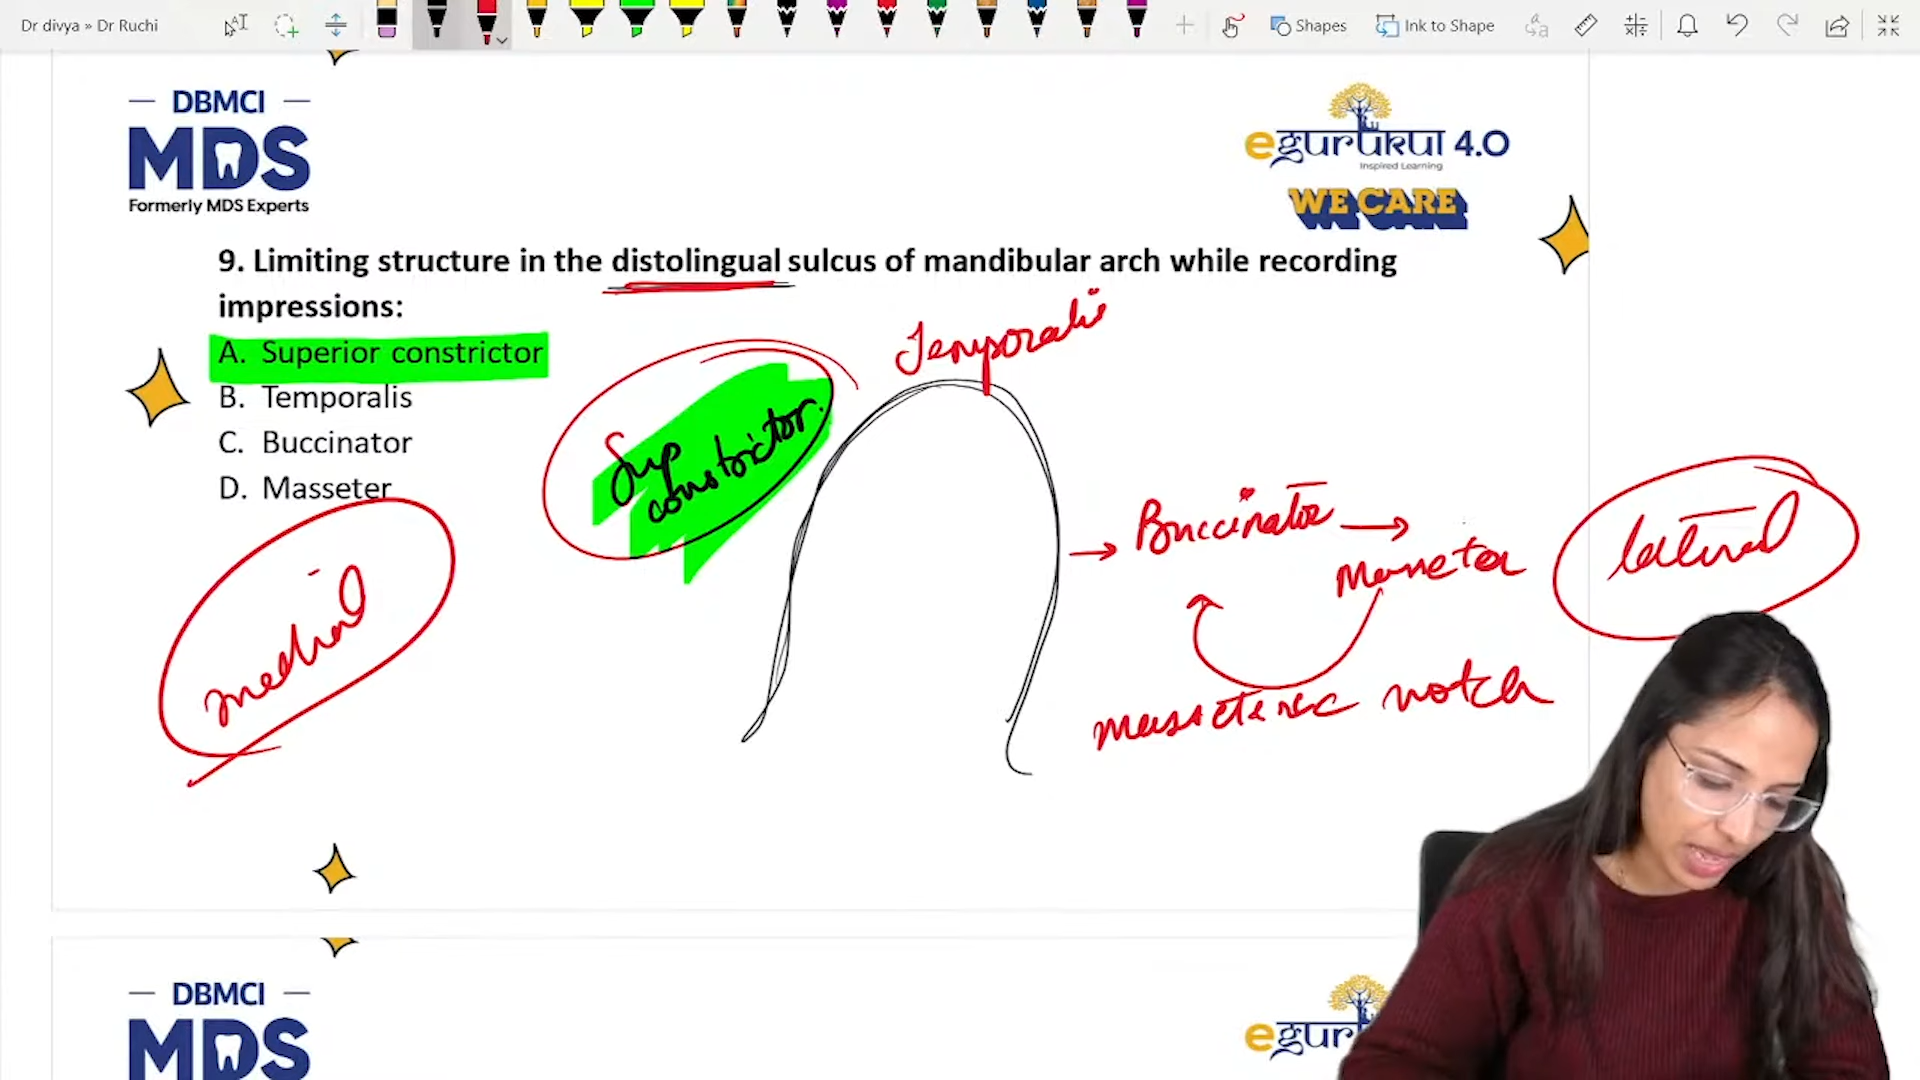 Dr divya » Dr Ruchi
Shapes
Ink to Shape
DBMCI
MDS
Formerly MDS Experts
eगुरुkul 4.0
Inspired Learning
WE CARE
9. Limiting structure in the distolingual sulcus of mandibular arch while recording
impressions:
A. Superior constrictor
B. Temporalis
C. Buccinator
D. Masseter
Temporalis
Sup
constrictor.
Buccinator
Masseter
lateral
medial
masseteric notch
DBMCI
MDS